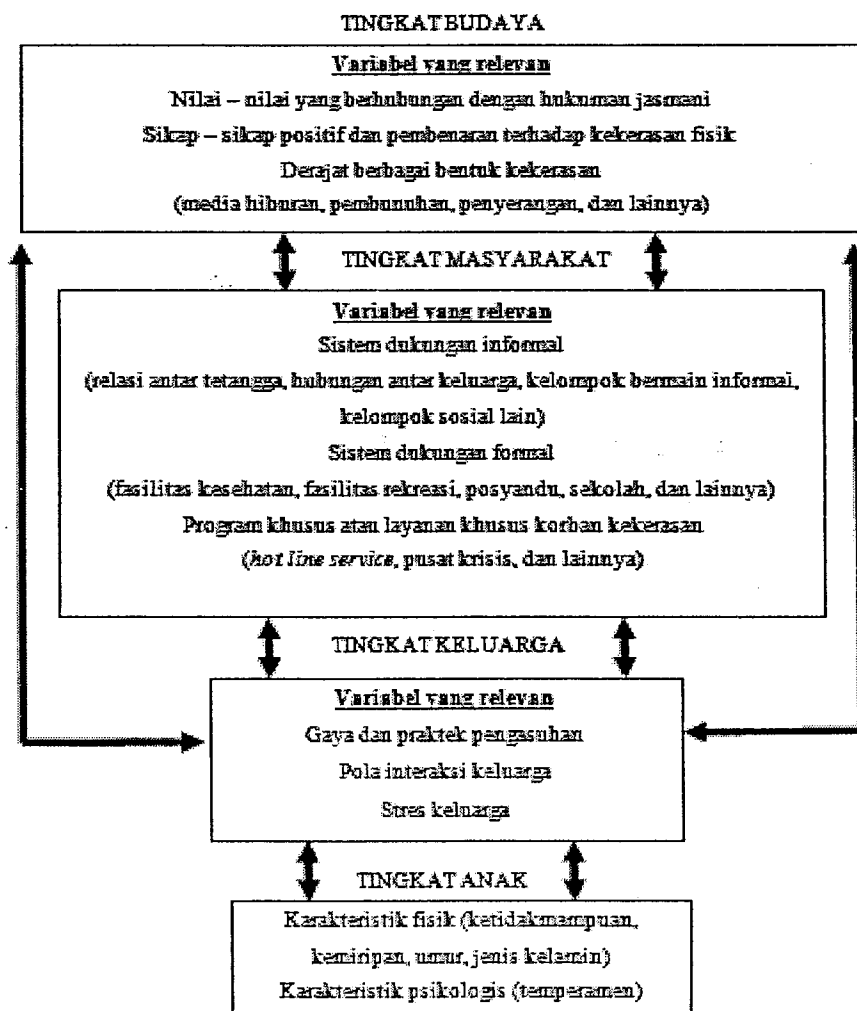 TINGKAT BUDAYA
Variabel yang relevan
Nilai – nilai yang berhubungan dengan hukuman jasmani
Sikap – sikap positif dan pembenaran terhadap kekerasan fisik
Derajat berbagai bentuk kekerasan
(media hiburan, pembunuhan, penyerangan, dan lainnya)
TINGKAT MASYARAKAT
Variabel yang relevan
Sistem dukungan informal
(relasi antar tetangga, hubungan antar keluarga, kelompok bermain informal,
kelompok sosial lain)
Sistem dukungan formal
(fasilitas kesehatan, fasilitas rekreasi, posyandu, sekolah, dan lainnya)
Program khusus atau layanan khusus korban kekerasan
(hot line service, pusat krisis, dan lainnya)
TINGKAT KELUARGA
Variabel yang relevan
Gaya dan praktek pengasuhan
Pola interaksi keluarga
Stres keluarga
TINGKAT ANAK
Karakteristik fisik (ketidakmampuan,
kemiripan, umur, jenis kelamin)
Karakteristik psikologis (temperamen)